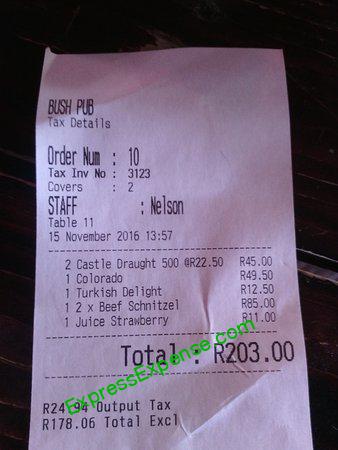 BUSH PUB
Tax Details
Order Num : 10
Tax Inv No : 3123
Covers : 2
STAFF : Nelson
Table 11
15 November 2016 13:57
2 Castle Draught 500 @R22.50 R45.00
1 Colorado R49.50
1 Turkish Delight R12.50
1 2 x Beef Schnitzel R85.00
1 Juice Strawberry R11.00
Total : R203.00
ExpressExpense.com
R24.94 Output Tax
R178.06 Total Excl